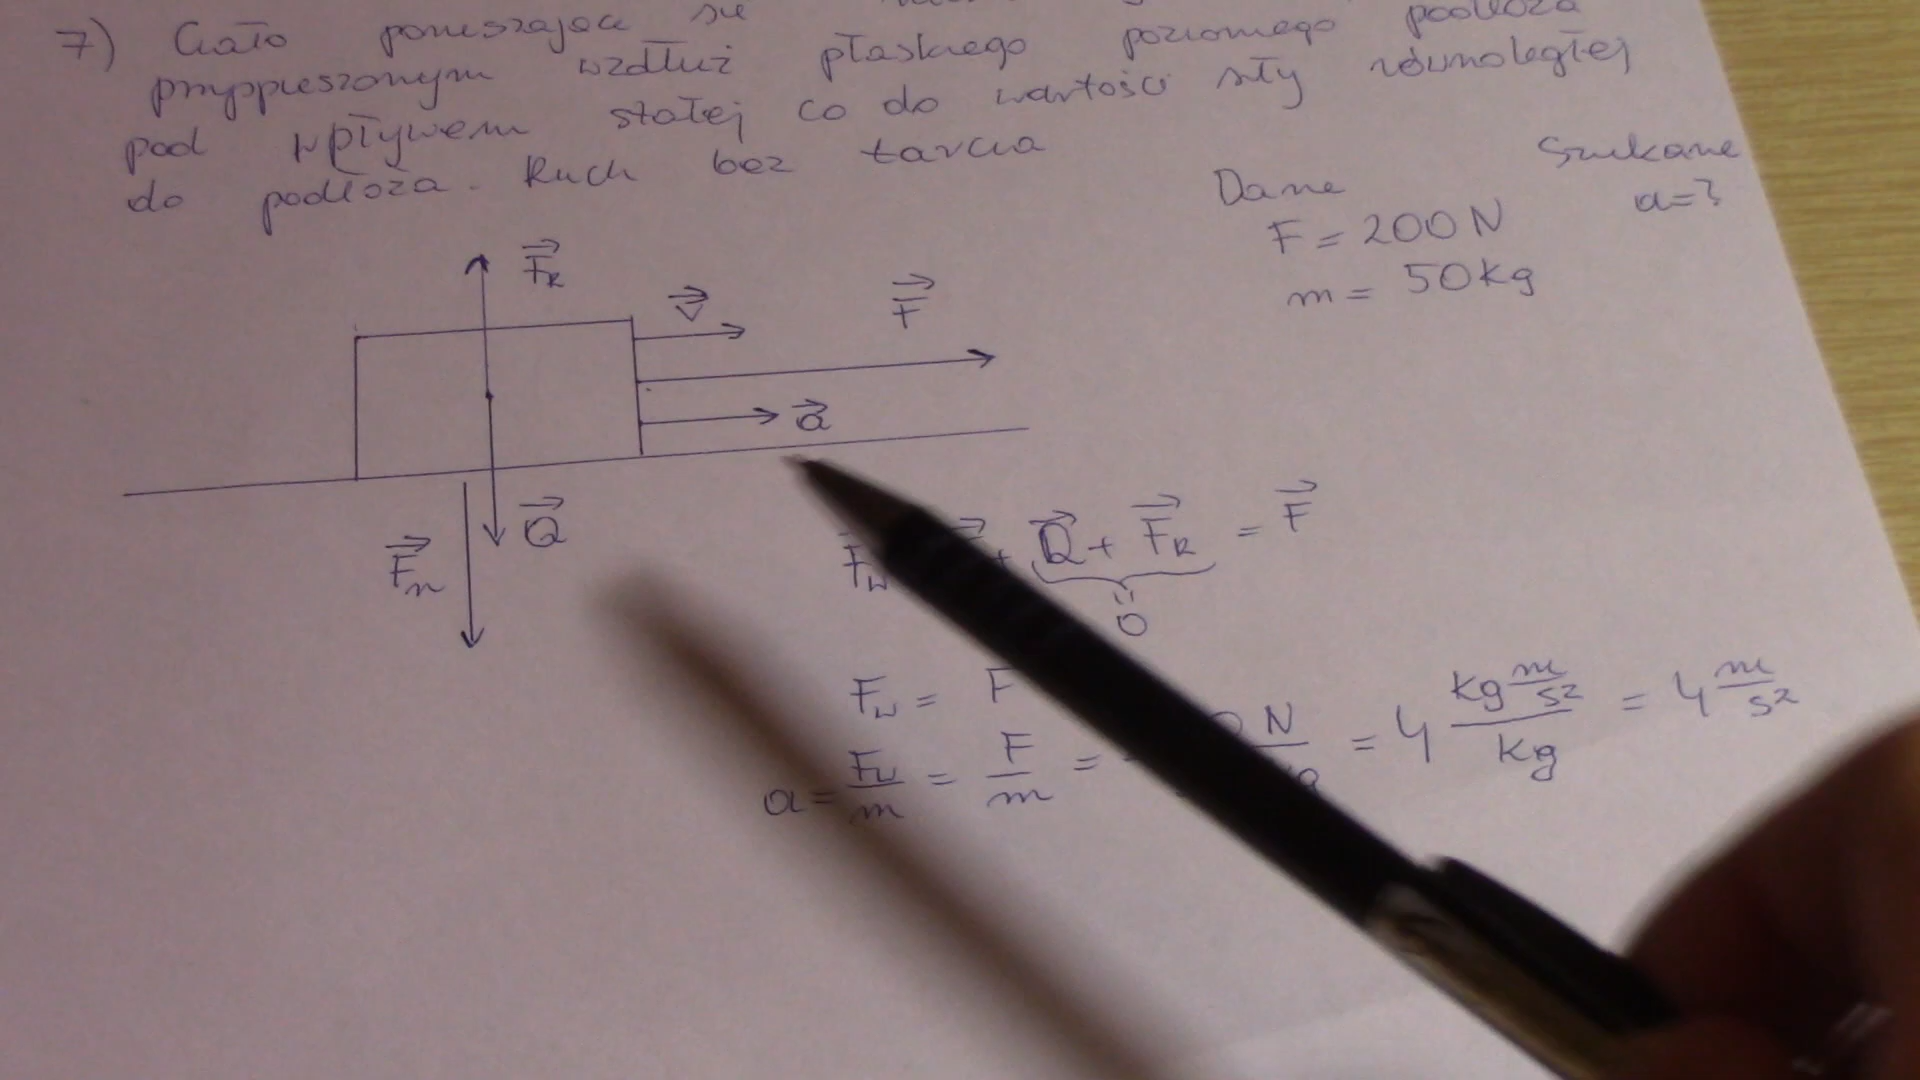 7) Ciało poruszające się
przyspieszonym wzdłuż płaskiego poziomego podłoża
pod wpływem stałej co do wartości siły równoległej
do podłoża. Ruch bez tarcia
Dane
Szukane
F = 200 N
a = ?
m = 50 kg
F_R
v
F
a
Q
F_n
F_w + Q + F_R = F
0
F_w = F
a = F_w/m = F/m = N = 4 kg m/s²/kg = 4 m/s²